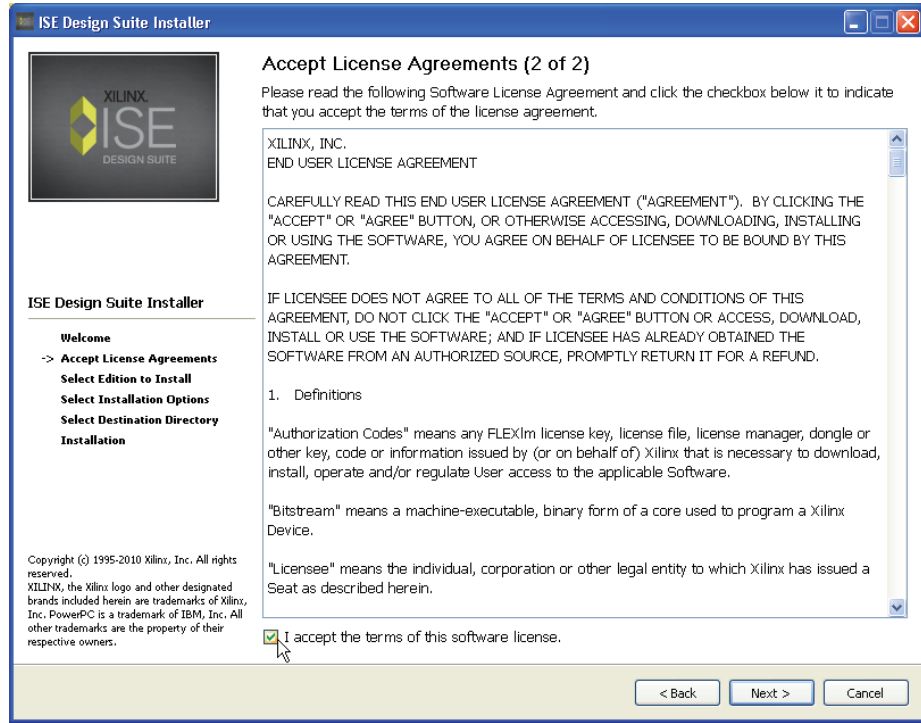 ISE Design Suite Installer
XILINX.
ISE
DESIGN SUITE
ISE Design Suite Installer
Welcome
-> Accept License Agreements
Select Edition to Install
Select Installation Options
Select Destination Directory
Installation
Copyright (c) 1995-2010 Xilinx, Inc. All rights
reserved.
XILINX, the Xilinx logo and other designated
brands included herein are trademarks of Xilinx,
Inc. PowerPC is a trademark of IBM, Inc. All
other trademarks are the property of their
respective owners.
Accept License Agreements (2 of 2)
Please read the following Software License Agreement and click the checkbox below it to indicate
that you accept the terms of the license agreement.
XILINX, INC.
END USER LICENSE AGREEMENT
CAREFULLY READ THIS END USER LICENSE AGREEMENT ("AGREEMENT").  BY CLICKING THE
"ACCEPT" OR "AGREE" BUTTON, OR OTHERWISE ACCESSING, DOWNLOADING, INSTALLING
OR USING THE SOFTWARE, YOU AGREE ON BEHALF OF LICENSEE TO BE BOUND BY THIS
AGREEMENT.
IF LICENSEE DOES NOT AGREE TO ALL OF THE TERMS AND CONDITIONS OF THIS
AGREEMENT, DO NOT CLICK THE "ACCEPT" OR "AGREE" BUTTON OR ACCESS, DOWNLOAD,
INSTALL OR USE THE SOFTWARE; AND IF LICENSEE HAS ALREADY OBTAINED THE
SOFTWARE FROM AN AUTHORIZED SOURCE, PROMPTLY RETURN IT FOR A REFUND.
1.   Definitions
"Authorization Codes" means any FLEXlm license key, license file, license manager, dongle or
other key, code or information issued by (or on behalf of) Xilinx that is necessary to download,
install, operate and/or regulate User access to the applicable Software.
"Bitstream" means a machine-executable, binary form of a core used to program a Xilinx
Device.
"Licensee" means the individual, corporation or other legal entity to which Xilinx has issued a
Seat as described herein.
I accept the terms of this software license.
< Back
Next >
Cancel